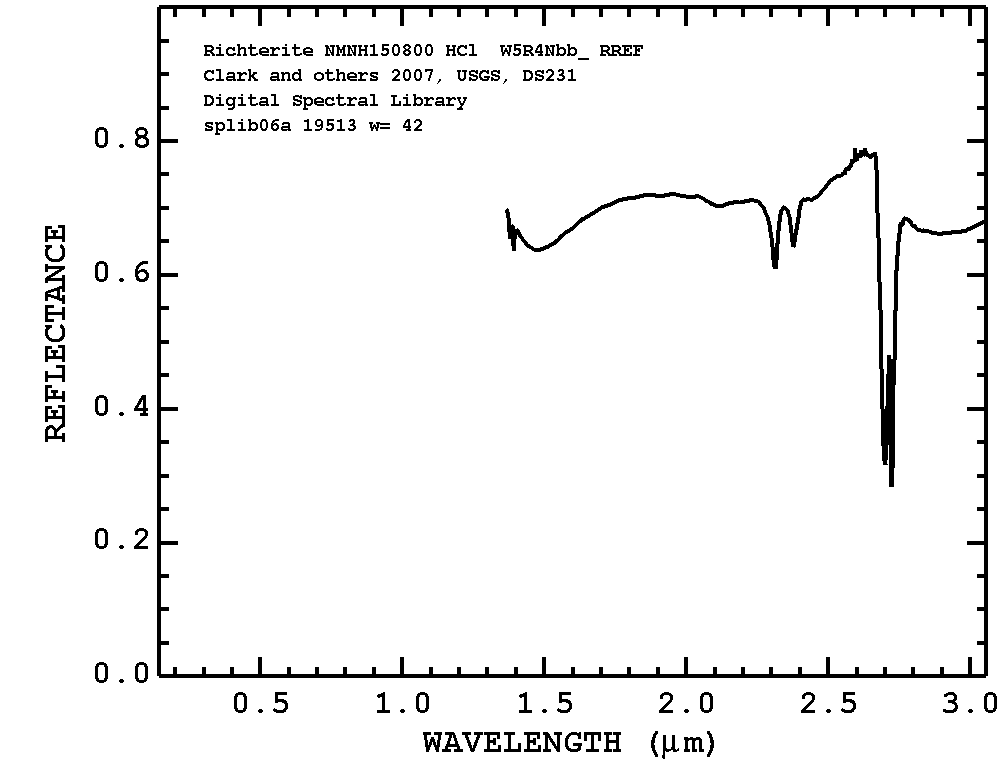 Richterite NMNH150800 HCl  W5R4Nbb_ RREF
Clark and others 2007, USGS, DS231
Digital Spectral Library
splib06a 19513 w= 42
0.8
0.6
0.4
0.2
0.0
REFLECTANCE
0.5 1.0 1.5 2.0 2.5 3.0
WAVELENGTH (μm)